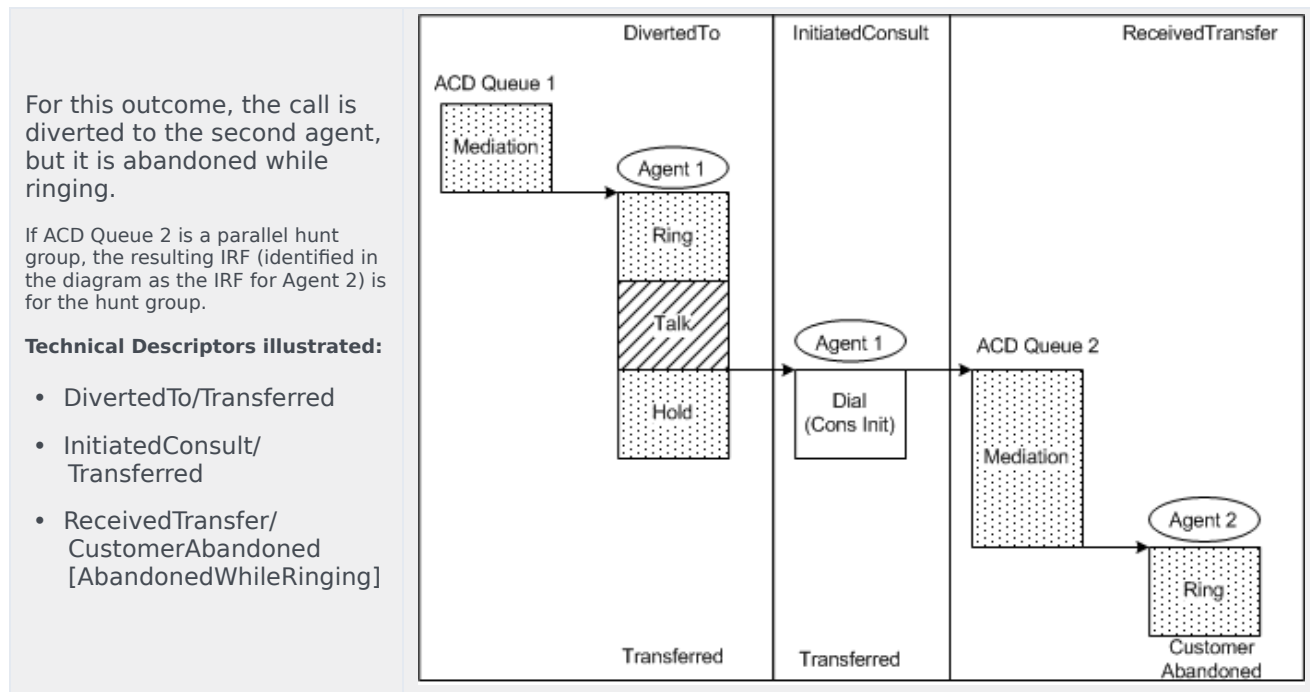 For this outcome, the call is
diverted to the second agent,
but it is abandoned while
ringing.
If ACD Queue 2 is a parallel hunt
group, the resulting IRF (identified in
the diagram as the IRF for Agent 2) is
for the hunt group.
Technical Descriptors illustrated:
• DivertedTo/Transferred
• InitiatedConsult/
Transferred
• ReceivedTransfer/
CustomerAbandoned
[AbandonedWhileRinging]
DivertedTo
InitiatedConsult
ReceivedTransfer
ACD Queue 1
Mediation
Agent 1
Ring
Talk
Hold
Agent 1
Dial
(Cons Init)
ACD Queue 2
Mediation
Agent 2
Ring
Customer
Abandoned
Transferred
Transferred